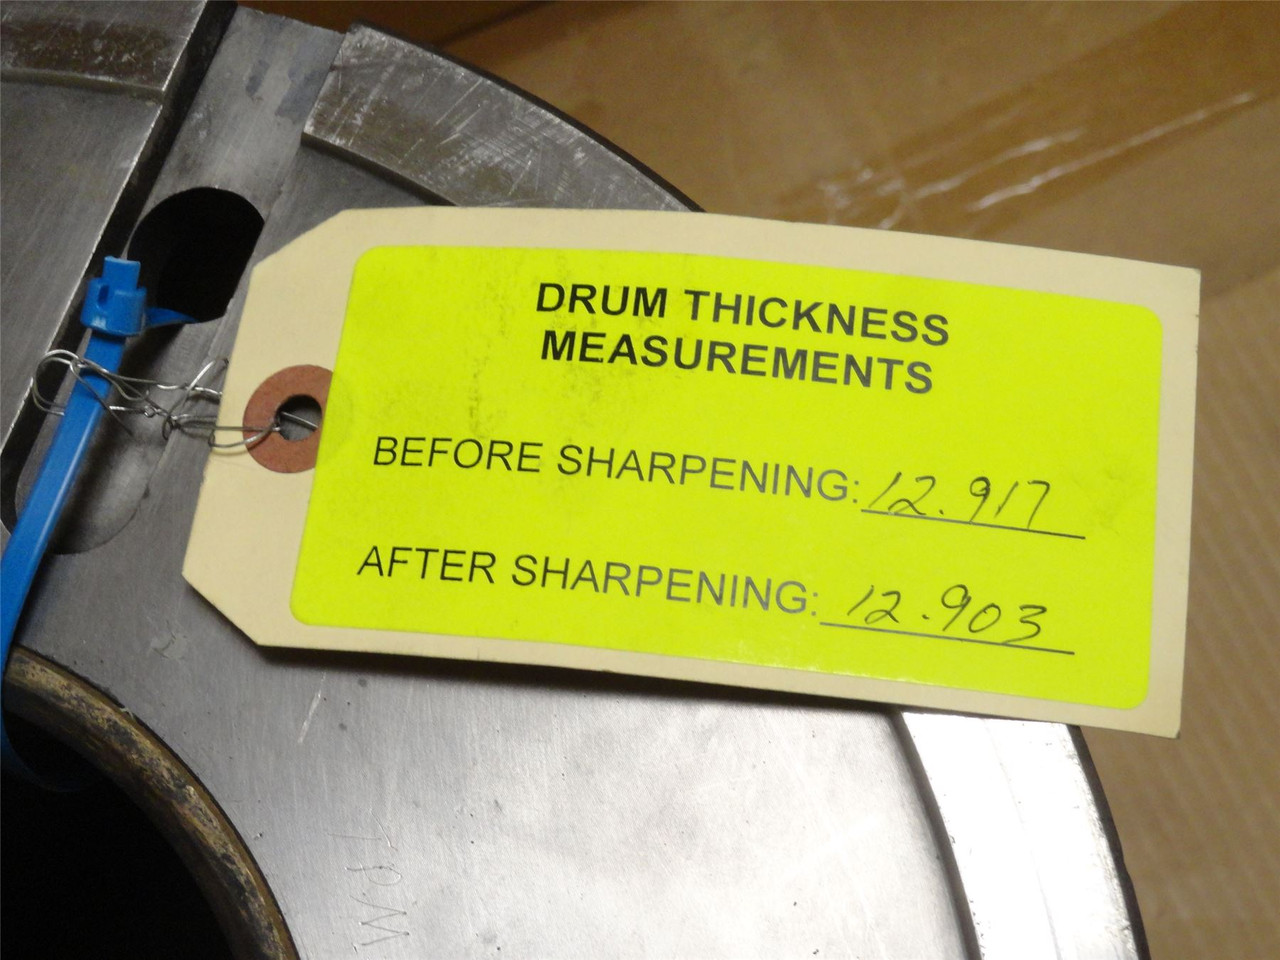 DRUM THICKNESS
MEASUREMENTS
BEFORE SHARPENING: 12.917
AFTER SHARPENING: 12.903